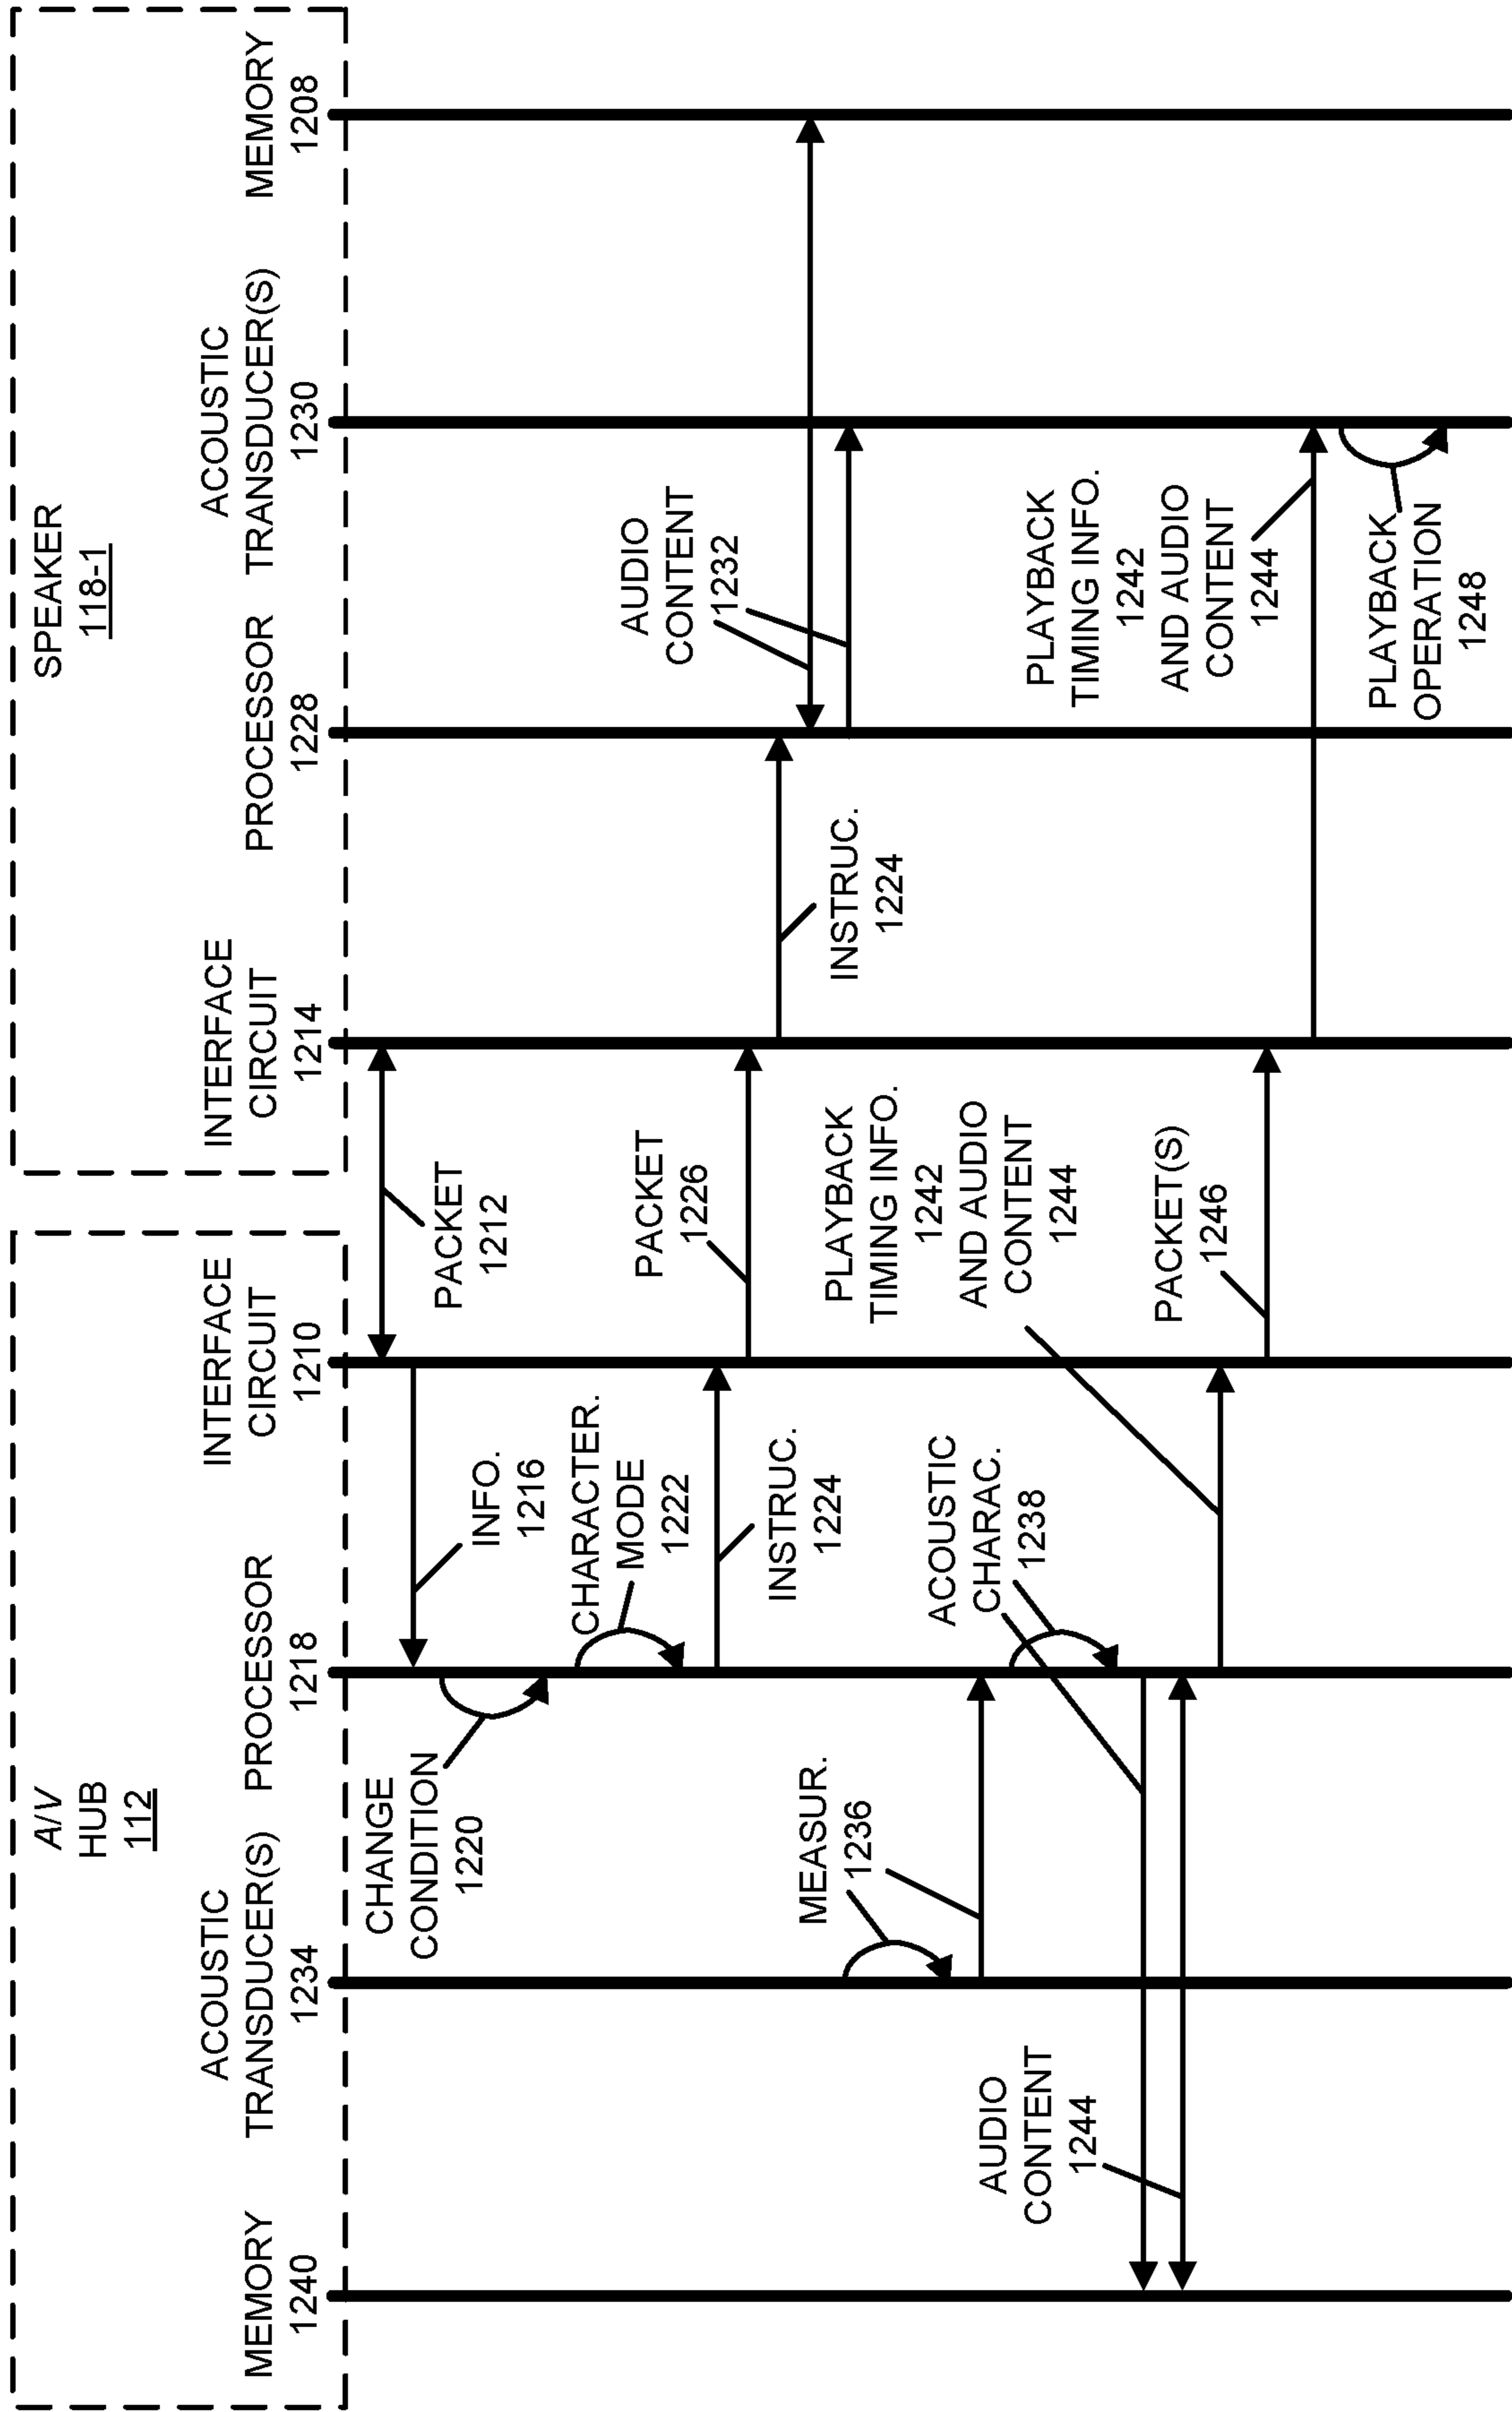 A/V
HUB
112
SPEAKER
118-1
MEMORY
1240
ACOUSTIC
TRANSDUCER(S)
1234
PROCESSOR
1218
INTERFACE
CIRCUIT
1210
INTERFACE
CIRCUIT
1214
PROCESSOR
1228
ACOUSTIC
TRANSDUCER(S)
1230
MEMORY
1208
PACKET
1212
INFO.
1216
CHANGE
CONDITION
1220
CHARACTER.
MODE
1222
INSTRUC.
1224
PACKET
1226
INSTRUC.
1224
AUDIO
CONTENT
1232
MEASUR.
1236
ACOUSTIC
CHARAC.
1238
AUDIO
CONTENT
1244
PLAYBACK
TIMING INFO.
1242
AND AUDIO
CONTENT
1244
PACKET(S)
1246
PLAYBACK
TIMING INFO.
1242
AND AUDIO
CONTENT
1244
PLAYBACK
OPERATION
1248